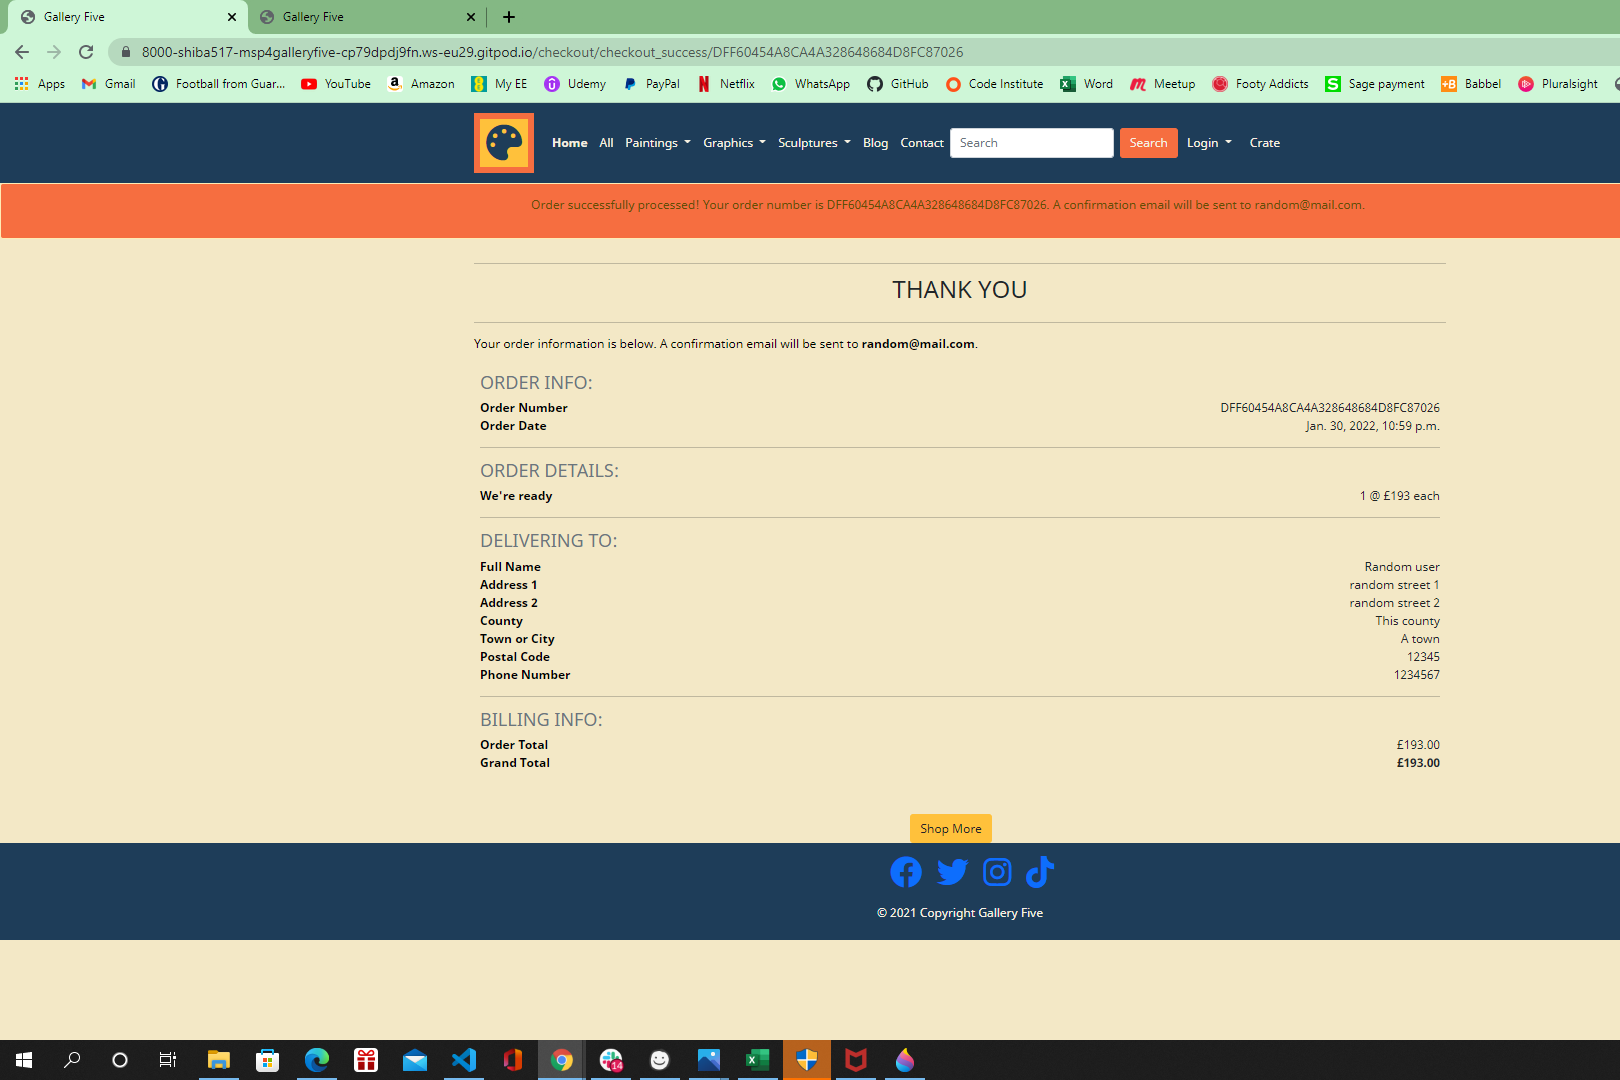 Gallery Five
Gallery Five
8000-shiba517-msp4galleryfive-cp79dpdj9fn.ws-eu29.gitpod.io/checkout/checkout_success/DFF60454A8CA4A328648684D8FC87026
Apps Gmail Football from Guar... YouTube Amazon My EE Udemy PayPal Netflix WhatsApp GitHub Code Institute Word Meetup Footy Addicts Sage payment Babbel Pluralsight
Home All Paintings Graphics Sculptures Blog Contact Search Search Login Crate
Order successfully processed! Your order number is DFF60454A8CA4A328648684D8FC87026. A confirmation email will be sent to random@mail.com.
THANK YOU
Your order information is below. A confirmation email will be sent to random@mail.com.
ORDER INFO:
Order Number DFF60454A8CA4A328648684D8FC87026
Order Date Jan. 30, 2022, 10:59 p.m.
ORDER DETAILS:
We're ready 1 @ £193 each
DELIVERING TO:
Full Name Random user
Address 1 random street 1
Address 2 random street 2
County This county
Town or City A town
Postal Code 12345
Phone Number 1234567
BILLING INFO:
Order Total £193.00
Grand Total £193.00
Shop More
© 2021 Copyright Gallery Five
14